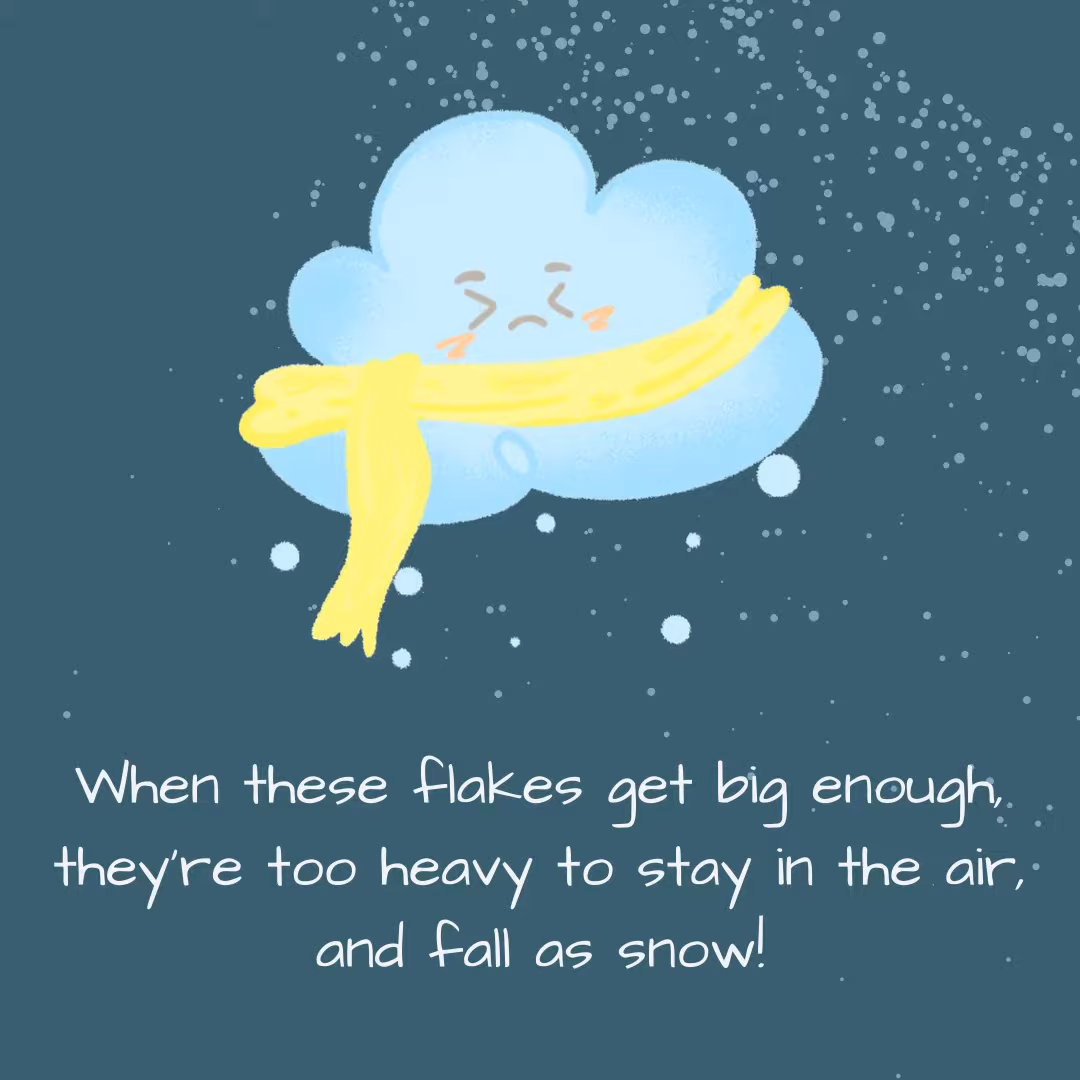 When these flakes get big enough,
they're too heavy to stay in the air,
and fall as snow!